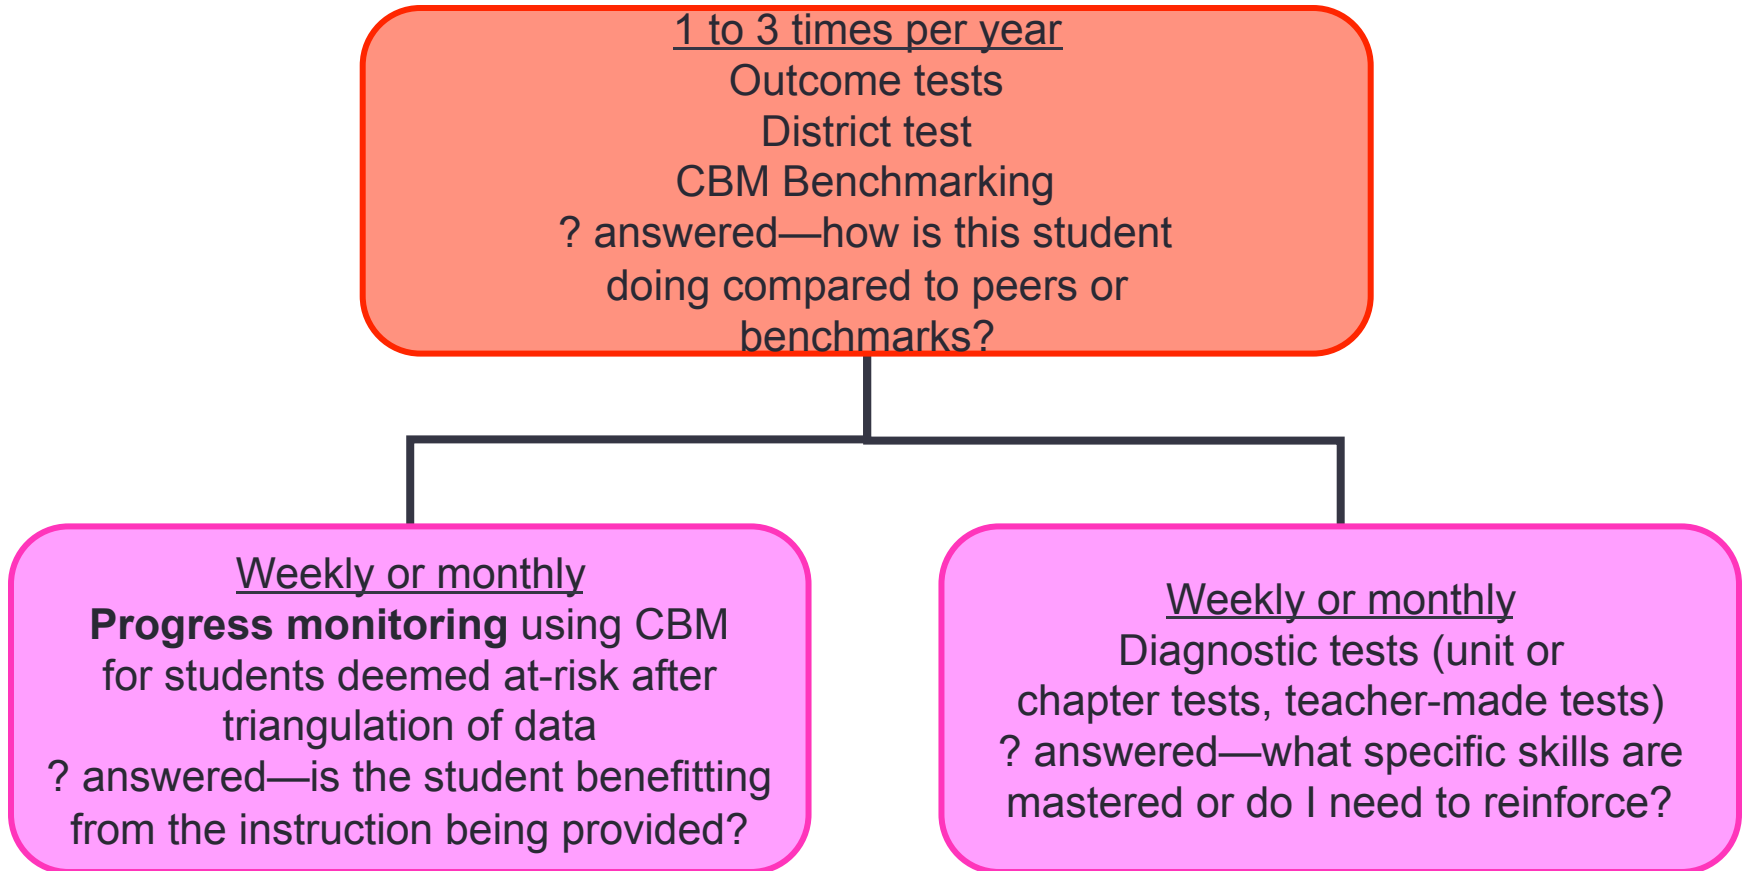 1 to 3 times per year
Outcome tests
District test
CBM Benchmarking
? answered—how is this student
doing compared to peers or
benchmarks?
Weekly or monthly
Progress monitoring using CBM
for students deemed at-risk after
triangulation of data
? answered—is the student benefitting
from the instruction being provided?
Weekly or monthly
Diagnostic tests (unit or
chapter tests, teacher-made tests)
? answered—what specific skills are
mastered or do I need to reinforce?